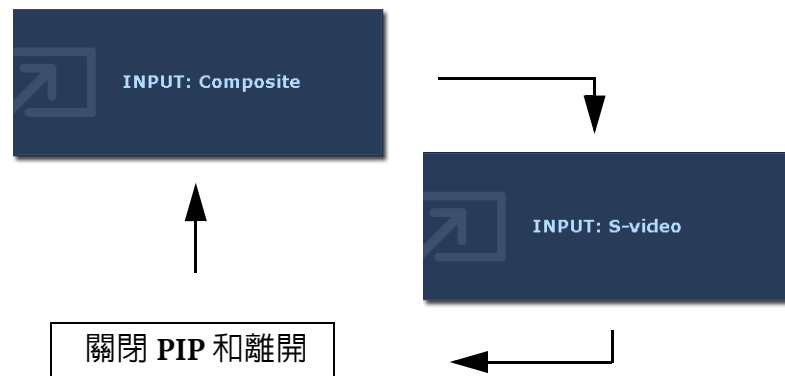 INPUT: Composite
INPUT: S-video
關閉 PIP 和離開